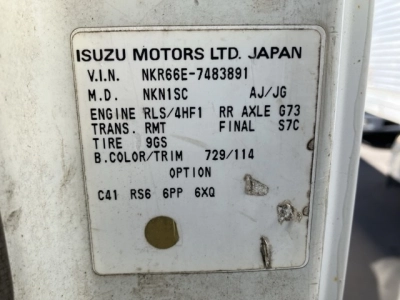 ISUZU MOTORS LTD. JAPAN
V.I.N. NKR66E-7483891
M.D. NKN1SC AJ/JG
ENGINE RLS/4HF1 RR AXLE G73
TRANS. RMT FINAL S7C
TIRE 9GS
B.COLOR/TRIM 729/114
OPTION
C41 RS6 6PP 6XQ